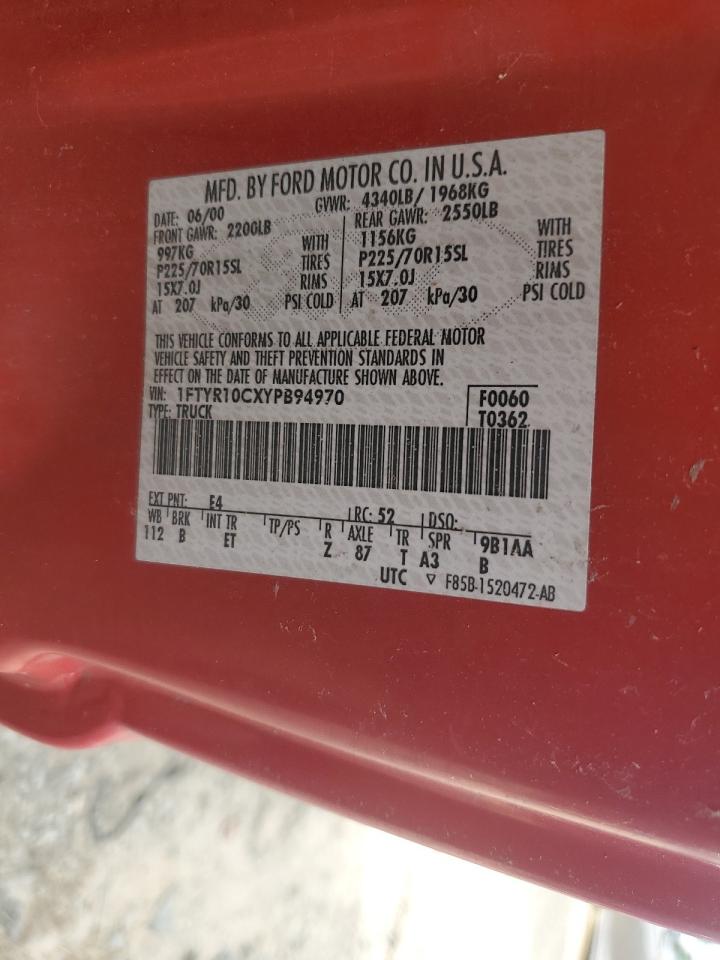 MFD. BY FORD MOTOR CO. IN U.S.A.
DATE: 06/00 GVWR: 4340LB/ 1968KG
FRONT GAWR: 2200LB REAR GAWR: 2550LB
997KG WITH 1156KG WITH
P225/70R15SL TIRES P225/70R15SL TIRES
15X7.0J RIMS 15X7.0J RIMS
AT 207 kPa/30 PSI COLD AT 207 kPa/30 PSI COLD
THIS VEHICLE CONFORMS TO ALL APPLICABLE FEDERAL MOTOR
VEHICLE SAFETY AND THEFT PREVENTION STANDARDS IN
EFFECT ON THE DATE OF MANUFACTURE SHOWN ABOVE.
VIN: 1FTYR10CXYPB94970 F0060
TYPE: TRUCK T0362
EXT PNT: E4 RC: 52 DSO:
WB BRK INT TR TP/PS R AXLE TR SPR 9B1AA
112 B ET Z 87 T A3 B
UTC ▽ F85B-1520472-AB